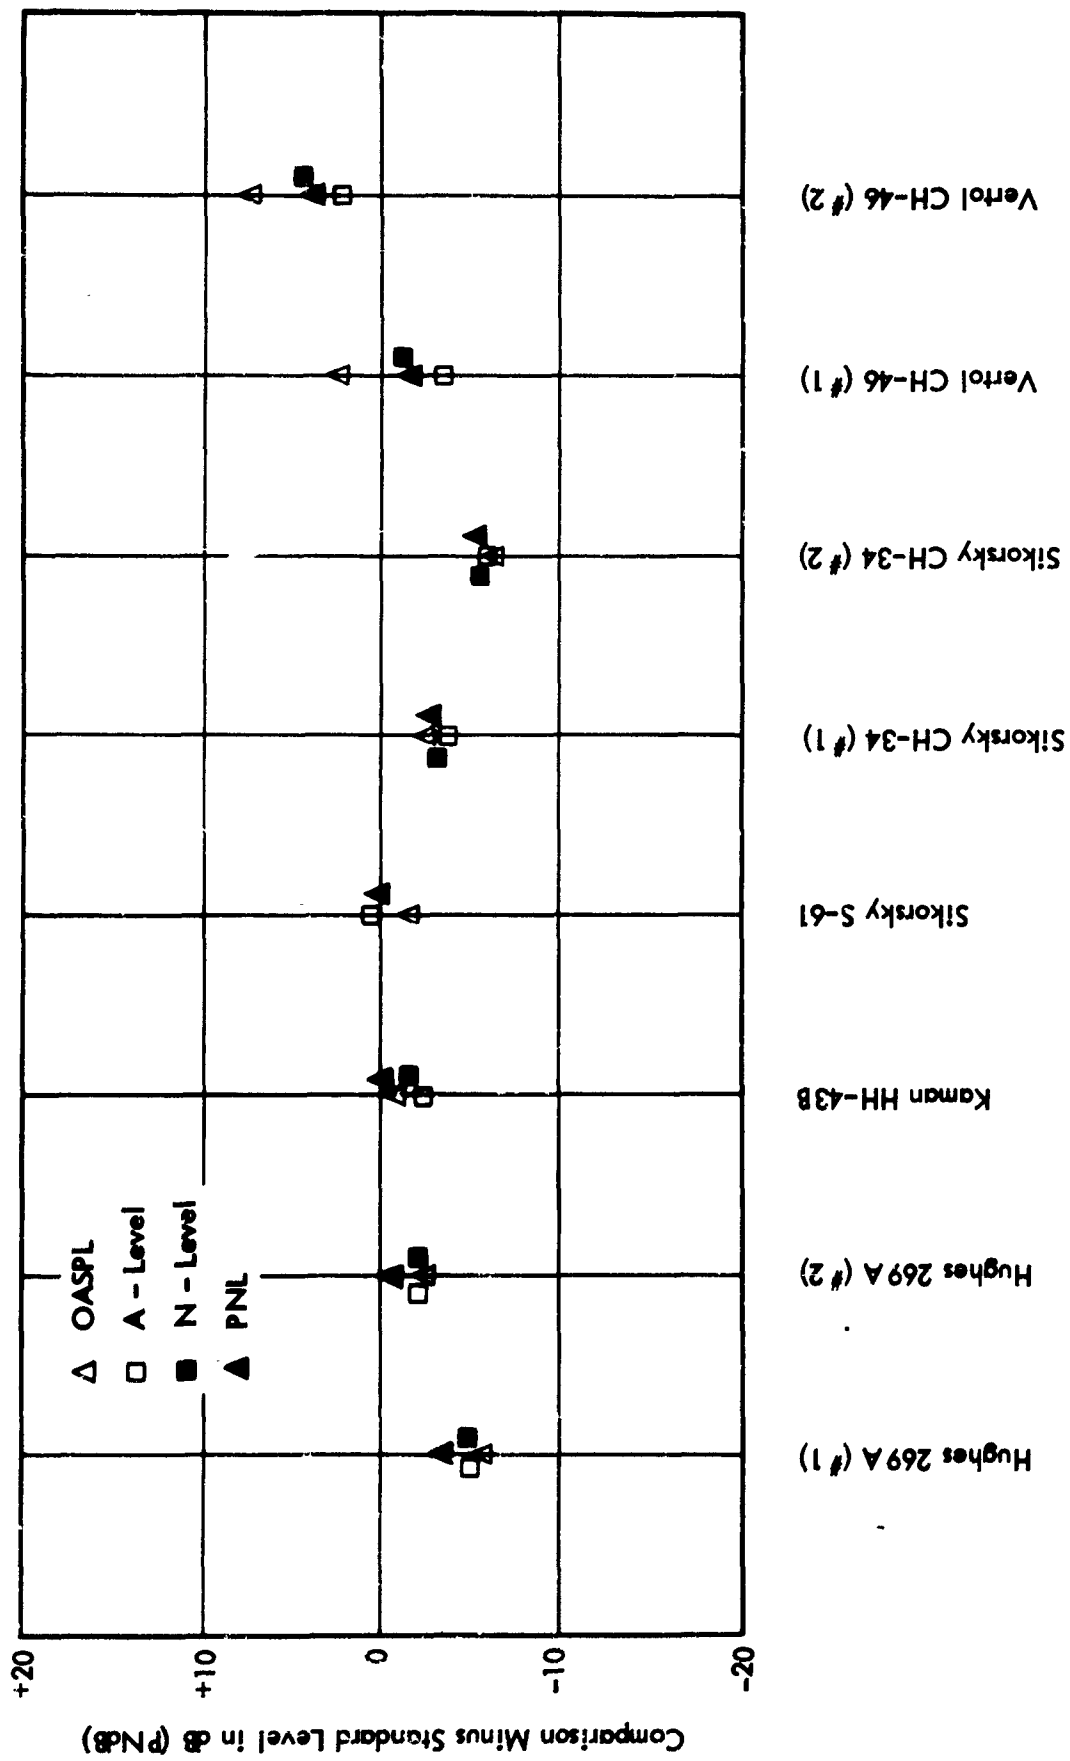 Comparison Minus Standard Level in dB (PNdB)
+20
+10
0
-10
-20
△ OASPL
□ A - Level
■ N - Level
▲ PNL
Hughes 269A (#1)
Hughes 269A (#2)
Kaman HH-43B
Sikorsky S-61
Sikorsky CH-34 (#1)
Sikorsky CH-34 (#2)
Vertol CH-46 (#1)
Vertol CH-46 (#2)